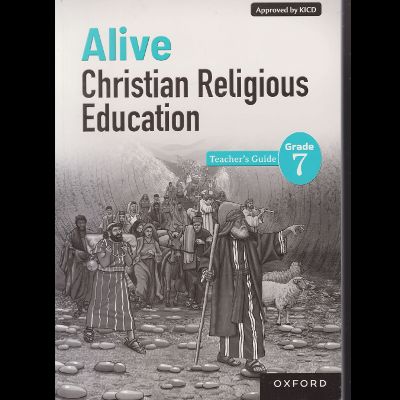 Approved by KICD
Alive
Christian Religious
Education
Teacher's Guide
Grade
7
OXFORD